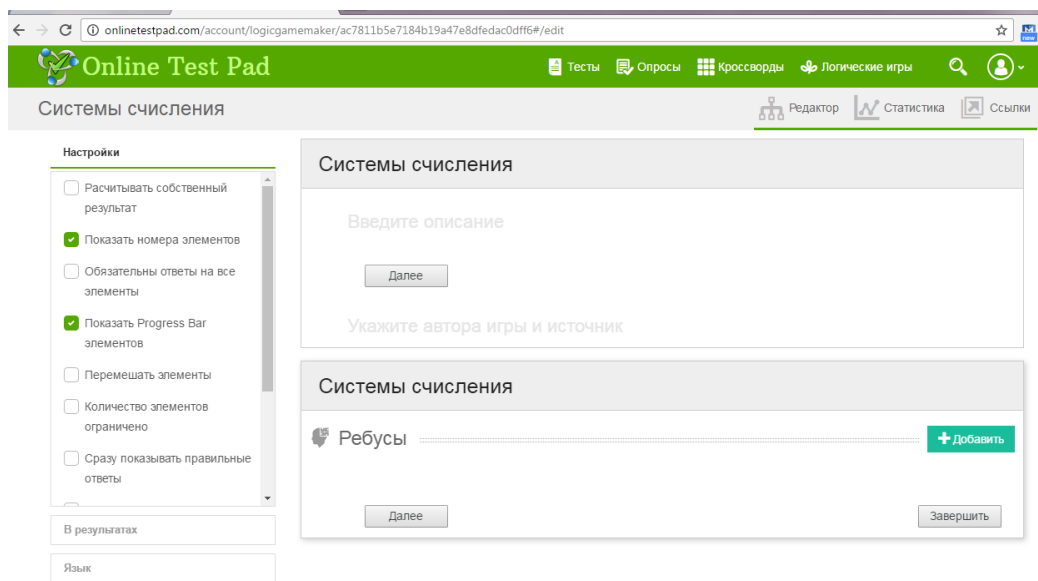 onlinetestpad.com/account/logicgamemaker/ac7811b5e7184b19a47e8dfedac0dff6#/edit
new
Online Test Pad
Тесты Опросы Кроссворды Логические игры
Системы счисления
Редактор Статистика Ссылки
Настройки
Расчитывать собственный
результат
Показать номера элементов
Обязательны ответы на все
элементы
Показать Progress Bar
элементов
Перемешать элементы
Количество элементов
ограничено
Сразу показывать правильные
ответы
В результатах
Язык
Системы счисления
Введите описание
Далее
Укажите автора игры и источник
Системы счисления
Ребусы
Добавить
Далее
Завершить